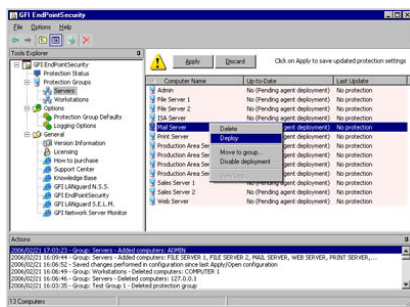 GFI EndPointSecurity
File Options Help
Tools Explorer
GFI EndPointSecurity
Protection Status
Protection Groups
Servers
Workstations
Options
Protection Group Defaults
Logging Options
General
Version Information
Licensing
How to purchase
Support Center
Knowledge Base
GFI LANguard N.S.S.
GFI EndPointSecurity
GFI LANguard S.E.L.M.
GFI Network Server Monitor
Apply Discard Click on Apply to save updated protection settings
Computer Name Up-to-Date Last Update
Admin No (Pending agent deployment) No protection
File Server 1 No (Pending agent deployment) No protection
File Server 2 No (Pending agent deployment) No protection
ISA Server No (Pending agent deployment) No protection
Mail Server agent deployment) No protection
Print Server agent deployment) No protection
Production Area Se agent deployment) No protection
Production Area Se agent deployment) No protection
Production Area Se agent deployment) No protection
Sales Server 1 No (Pending agent deployment) No protection
Sales Server 2 No (Pending agent deployment) No protection
Web Server No (Pending agent deployment) No protection
Delete
Deploy
Move to group...
Disable deployment
Actions
2006/02/21 17:03:23 - Group: Servers - Added computers: ADMIN
2006/02/21 16:09:44 - Group: Servers - Added computers: FILE SERVER 1, FILE SERVER 2, MAIL SERVER, WEB SERVER, PRINT SERVER,...
2006/02/21 16:06:52 - Saved changes performed in configuration since last Apply/Open configuration
2006/02/21 16:06:49 - Group: Workstations - Deleted computers: COMPUTER 1
2006/02/21 16:06:46 - Group: Servers - Deleted computers: 127.0.0.1
2006/02/21 16:03:35 - Group: Test Group 1 - Deleted protection group
13 Computers